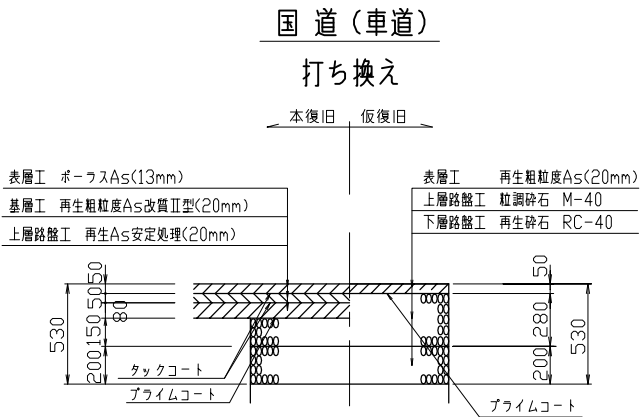 国 道 (車道)
打ち換え
本復旧 仮復旧
表層工 ポーラスAs(13mm)
基層工 再生粗粒度As改質Ⅱ型(20mm)
上層路盤工 再生As安定処理(20mm)
表層工 再生粗粒度As(20mm)
上層路盤工 粒調砕石 M-40
下層路盤工 再生砕石 RC-40
530
50
50
80
150
200
50
280
200
530
タックコート
プライムコート
プライムコート